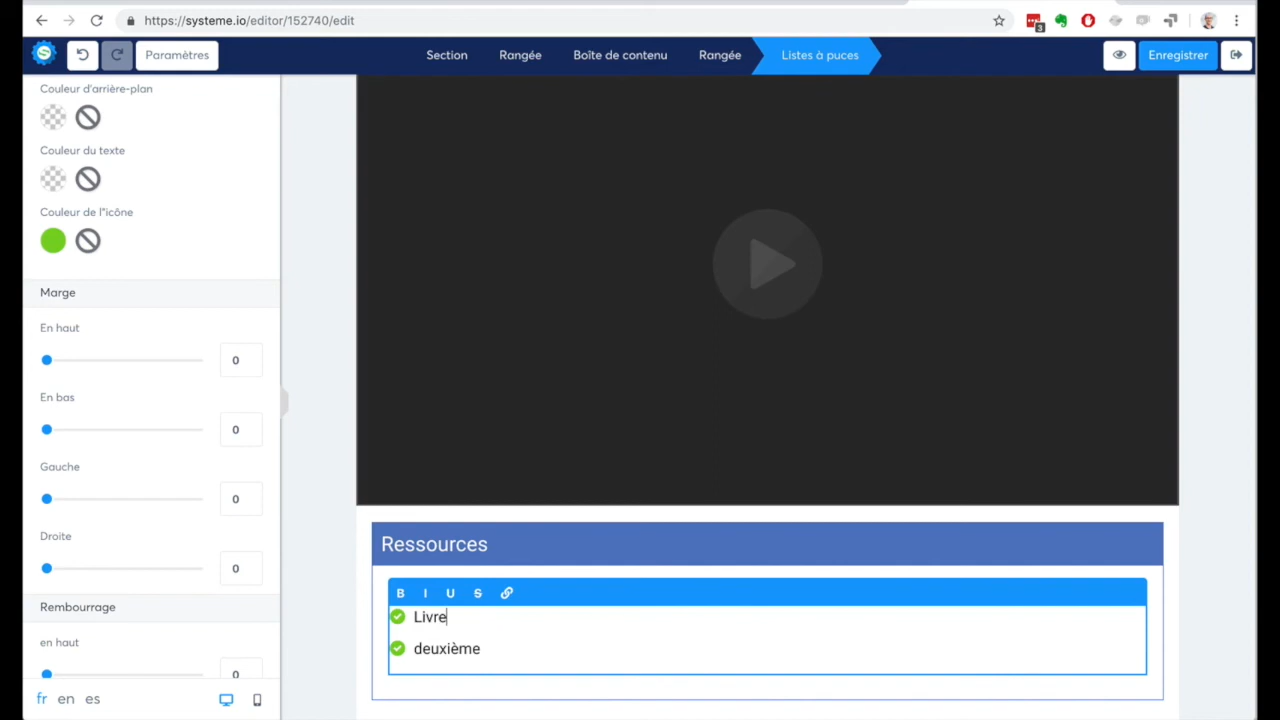 https://systeme.io/editor/152740/edit
3
Paramètres
Section
Rangée
Boîte de contenu
Rangée
Listes à puces
Enregistrer
Couleur d'arrière-plan
Couleur du texte
Couleur de l"icône
Marge
En haut
0
En bas
0
Gauche
0
Droite
0
Rembourrage
en haut
0
fr en es
Ressources
B I U S
Livre
deuxième